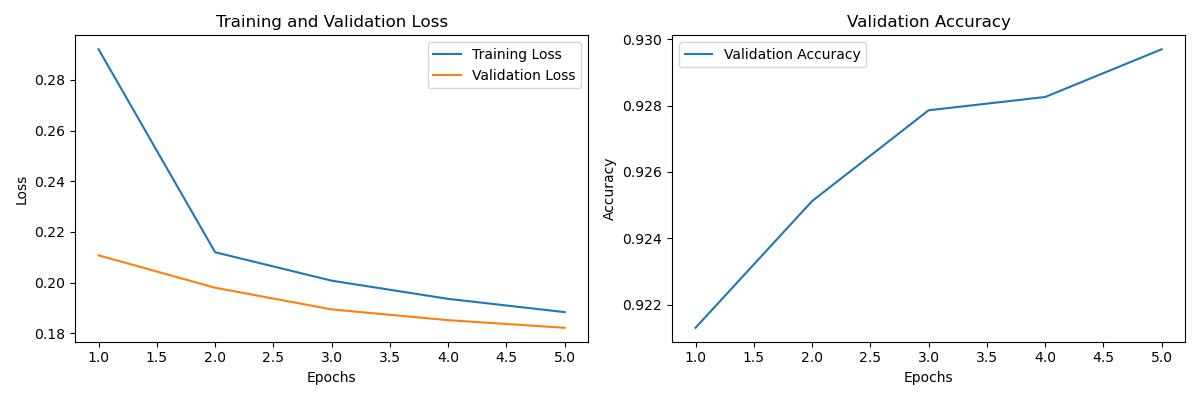 Training and Validation Loss
Training Loss
Validation Loss
Loss
0.28
0.26
0.24
0.22
0.20
0.18
1.0 1.5 2.0 2.5 3.0 3.5 4.0 4.5 5.0
Epochs
Validation Accuracy
Validation Accuracy
Accuracy
0.930
0.928
0.926
0.924
0.922
1.0 1.5 2.0 2.5 3.0 3.5 4.0 4.5 5.0
Epochs